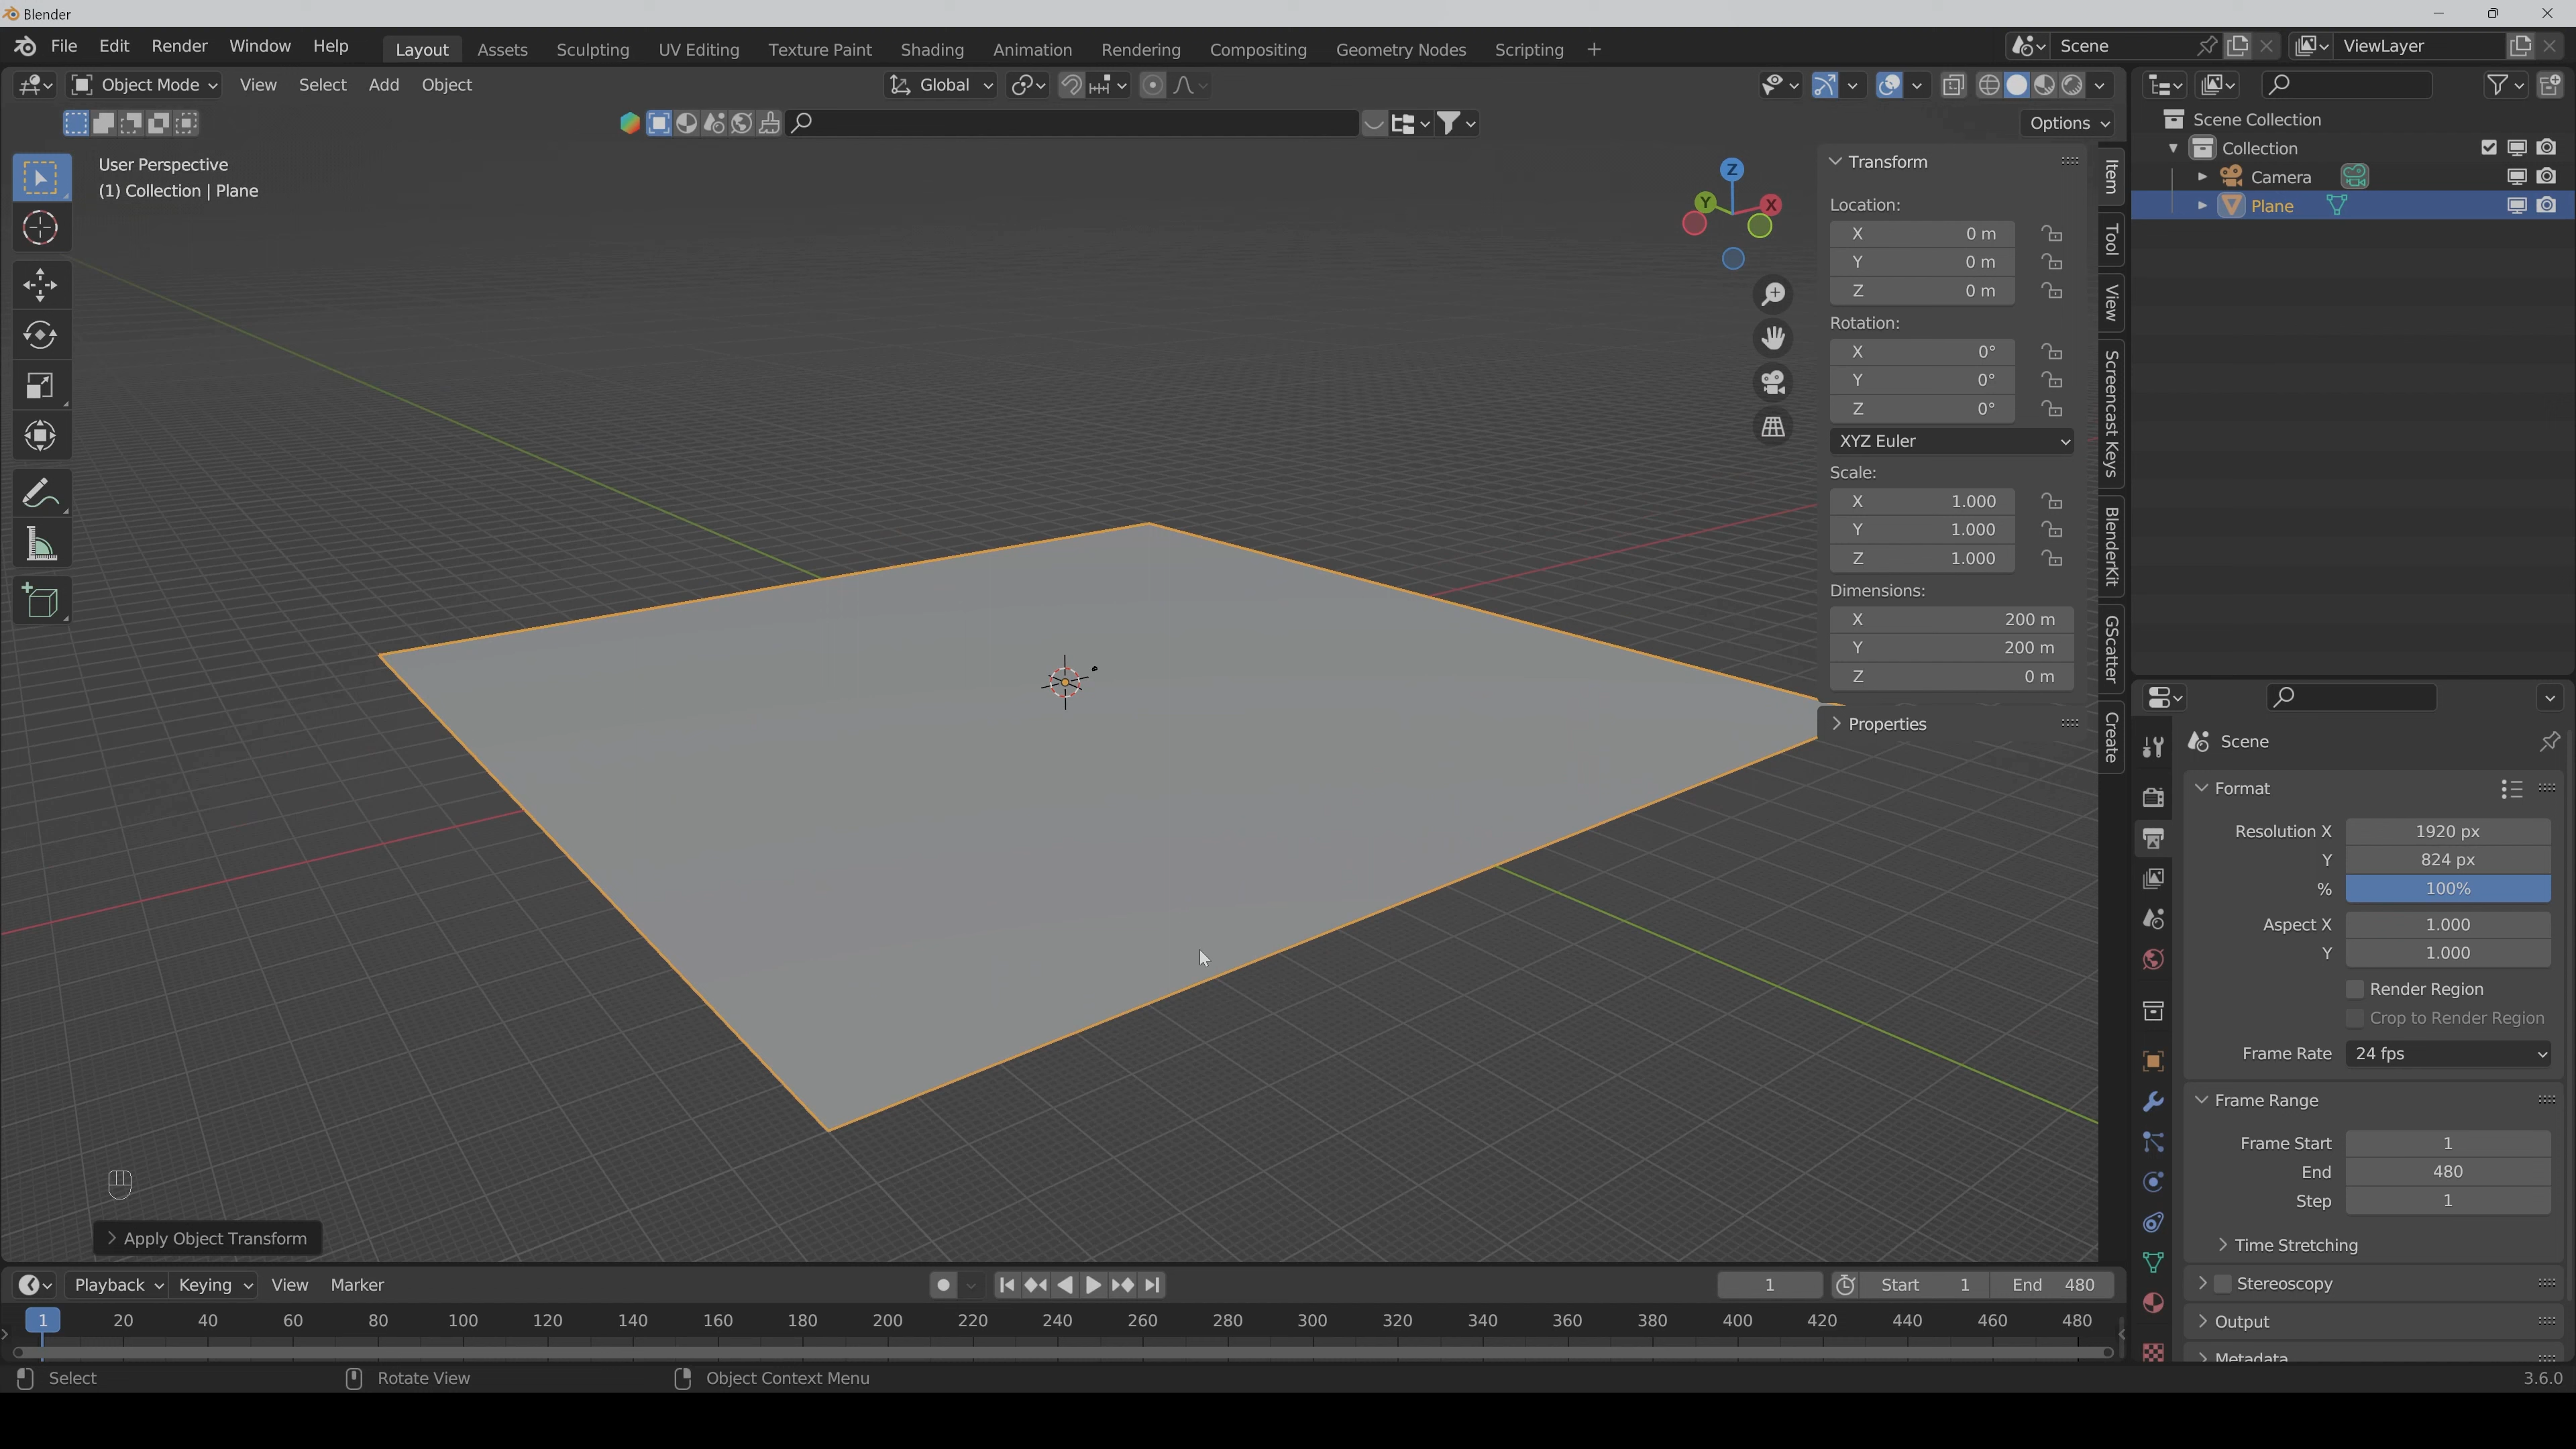 Blender
File Edit Render Window Help Layout Assets Sculpting UV Editing Texture Paint Shading Animation Rendering Compositing Geometry Nodes Scripting + Scene ViewLayer
Object Mode View Select Add Object Global
Options
User Perspective
(1) Collection | Plane
Z
Y
X
Transform
Location:
X 0 m
Y 0 m
Z 0 m
Rotation:
X 0°
Y 0°
Z 0°
XYZ Euler
Scale:
X 1.000
Y 1.000
Z 1.000
Dimensions:
X 200 m
Y 200 m
Z 0 m
Properties
Item
Tool
View
Screencast Keys
BlenderKit
GScatter
Create
Scene Collection
Collection
Camera
Plane
Scene
Format
Resolution X 1920 px
Y 824 px
% 100%
Aspect X 1.000
Y 1.000
Render Region
Crop to Render Region
Frame Rate 24 fps
Frame Range
Frame Start 1
End 480
Step 1
Time Stretching
Stereoscopy
Output
Metadata
Apply Object Transform
Playback Keying View Marker 1 Start 1 End 480
1 20 40 60 80 100 120 140 160 180 200 220 240 260 280 300 320 340 360 380 400 420 440 460 480
Select Rotate View Object Context Menu 3.6.0